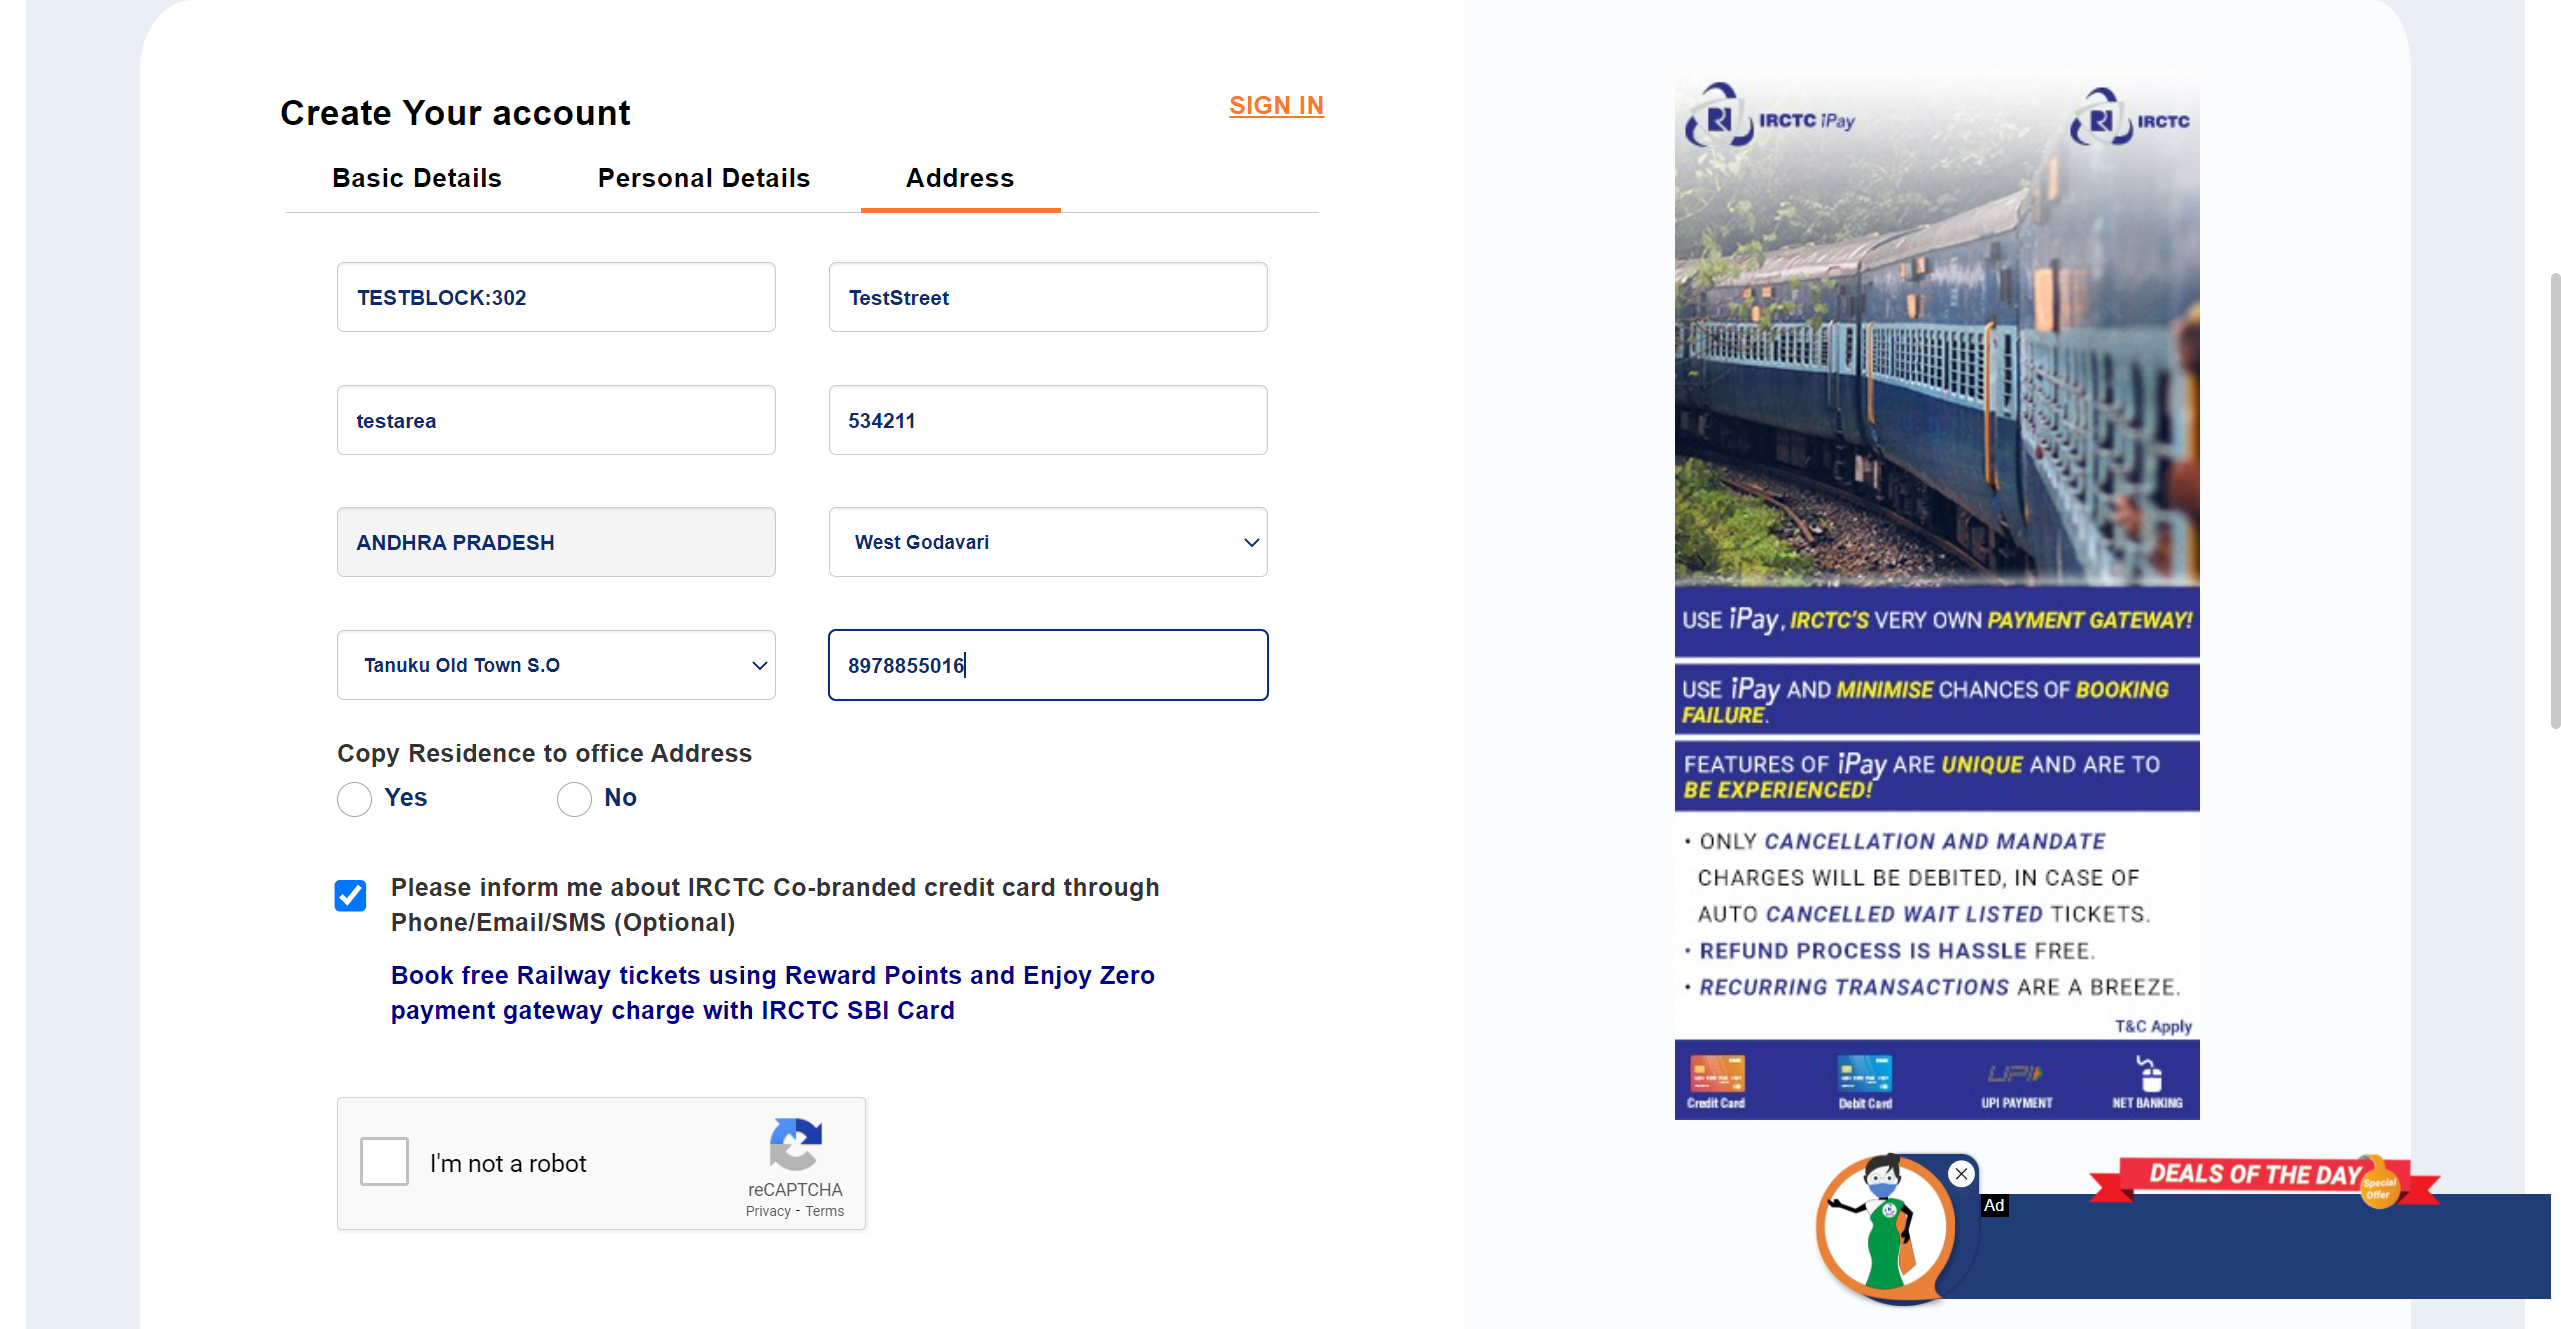 Create Your account
SIGN IN
Basic Details
Personal Details
Address
TESTBLOCK:302
TestStreet
testarea
534211
ANDHRA PRADESH
West Godavari
Tanuku Old Town S.O
8978855016
Copy Residence to office Address
Yes
No
Please inform me about IRCTC Co-branded credit card through
Phone/Email/SMS (Optional)
Book free Railway tickets using Reward Points and Enjoy Zero
payment gateway charge with IRCTC SBI Card
I'm not a robot
reCAPTCHA
Privacy - Terms
IRCTC iPay
IRCTC
USE iPay, IRCTC'S VERY OWN PAYMENT GATEWAY!
USE iPay AND MINIMISE CHANCES OF BOOKING
FAILURE.
FEATURES OF iPay ARE UNIQUE AND ARE TO
BE EXPERIENCED!
• ONLY CANCELLATION AND MANDATE
CHARGES WILL BE DEBITED, IN CASE OF
AUTO CANCELLED WAIT LISTED TICKETS.
• REFUND PROCESS IS HASSLE FREE.
• RECURRING TRANSACTIONS ARE A BREEZE.
T&C Apply
Credit Card
Debit Card
UPI
UPI PAYMENT
NET BANKING
DEALS OF THE DAY
Special
Offer
Ad